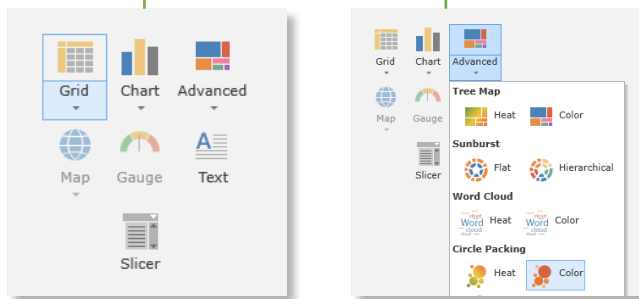 Grid Chart Advanced
Map Gauge Text
Slicer
Grid Chart Advanced
Map Gauge
Slicer
Tree Map
Heat Color
Sunburst
Flat Hierarchical
Word Cloud
Heat Color
Circle Packing
Heat Color